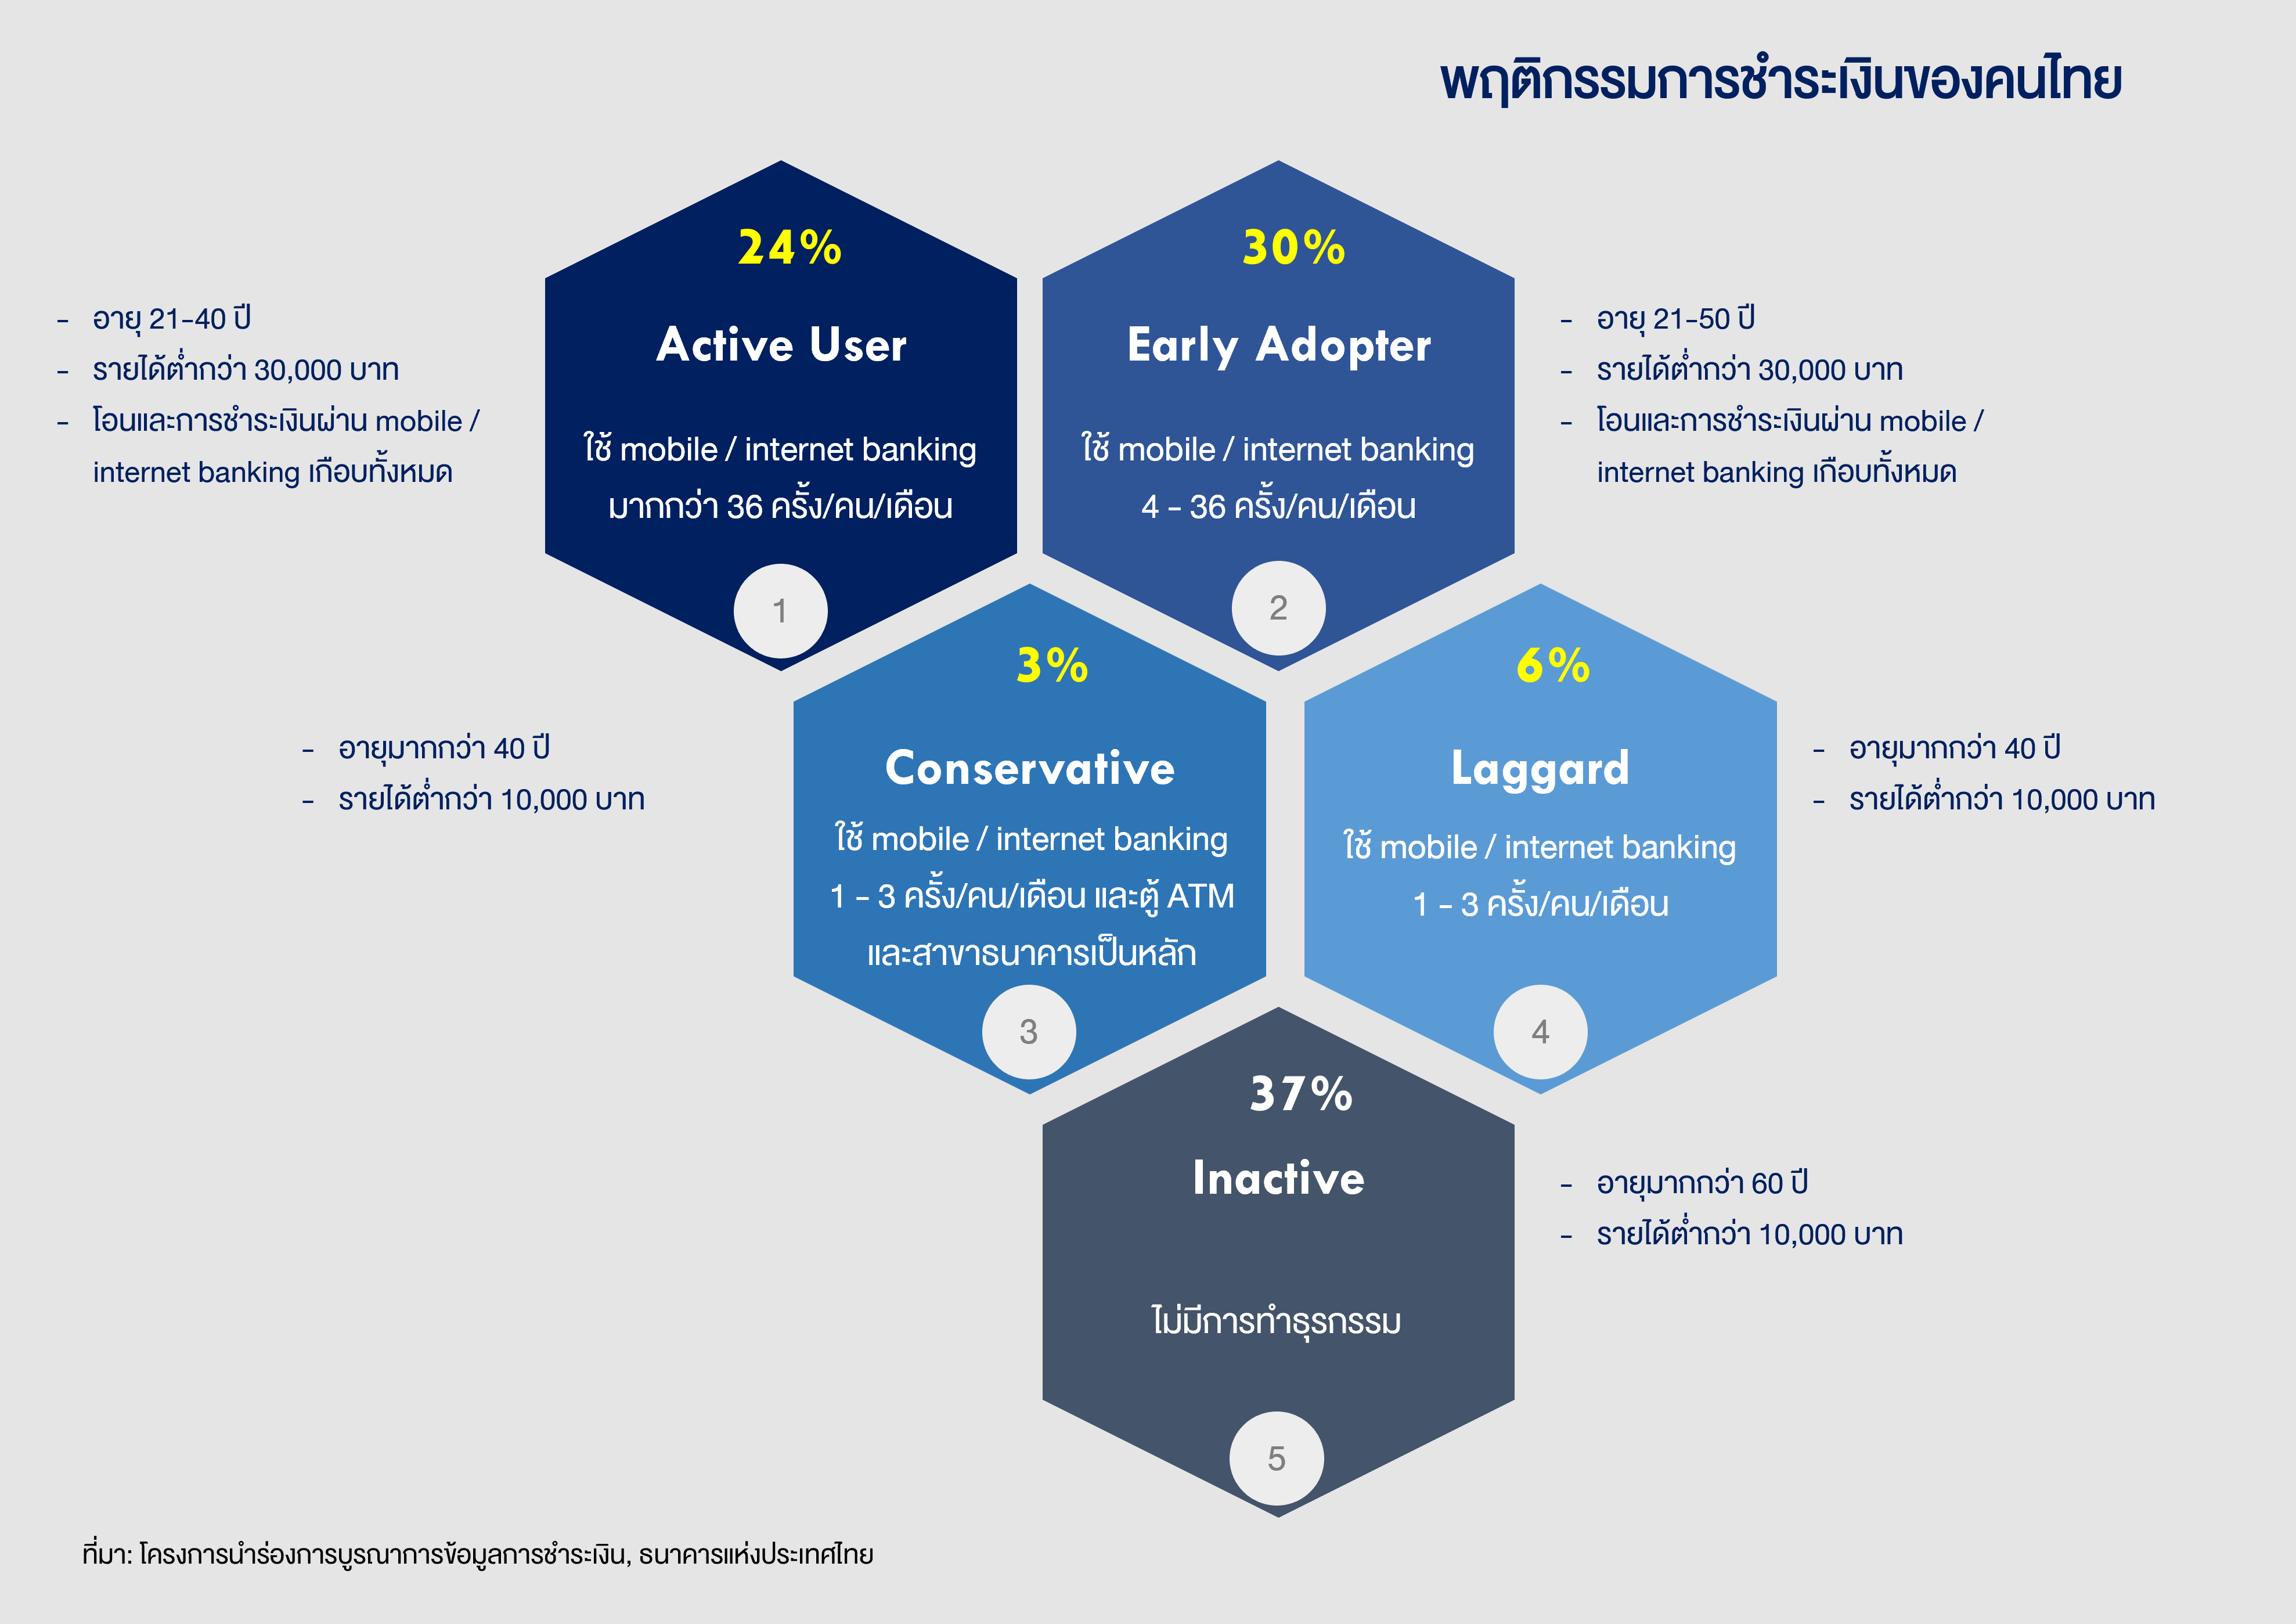 พฤติกรรมการชำระเงินของคนไทย
24%
Active User
ใช้ mobile / internet banking
มากกว่า 36 ครั้ง/คน/เดือน
1
- อายุ 21-40 ปี
- รายได้ต่ำกว่า 30,000 บาท
- โอนและการชำระเงินผ่าน mobile /
internet banking เกือบทั้งหมด
30%
Early Adopter
ใช้ mobile / internet banking
4 - 36 ครั้ง/คน/เดือน
2
- อายุ 21-50 ปี
- รายได้ต่ำกว่า 30,000 บาท
- โอนและการชำระเงินผ่าน mobile /
internet banking เกือบทั้งหมด
3%
Conservative
ใช้ mobile / internet banking
1 - 3 ครั้ง/คน/เดือน และตู้ ATM
และสาขาธนาคารเป็นหลัก
3
- อายุมากกว่า 40 ปี
- รายได้ต่ำกว่า 10,000 บาท
6%
Laggard
ใช้ mobile / internet banking
1 - 3 ครั้ง/คน/เดือน
4
- อายุมากกว่า 40 ปี
- รายได้ต่ำกว่า 10,000 บาท
37%
Inactive
ไม่มีการทำธุรกรรม
5
- อายุมากกว่า 60 ปี
- รายได้ต่ำกว่า 10,000 บาท
ที่มา: โครงการนำร่องการบูรณาการข้อมูลการชำระเงิน, ธนาคารแห่งประเทศไทย